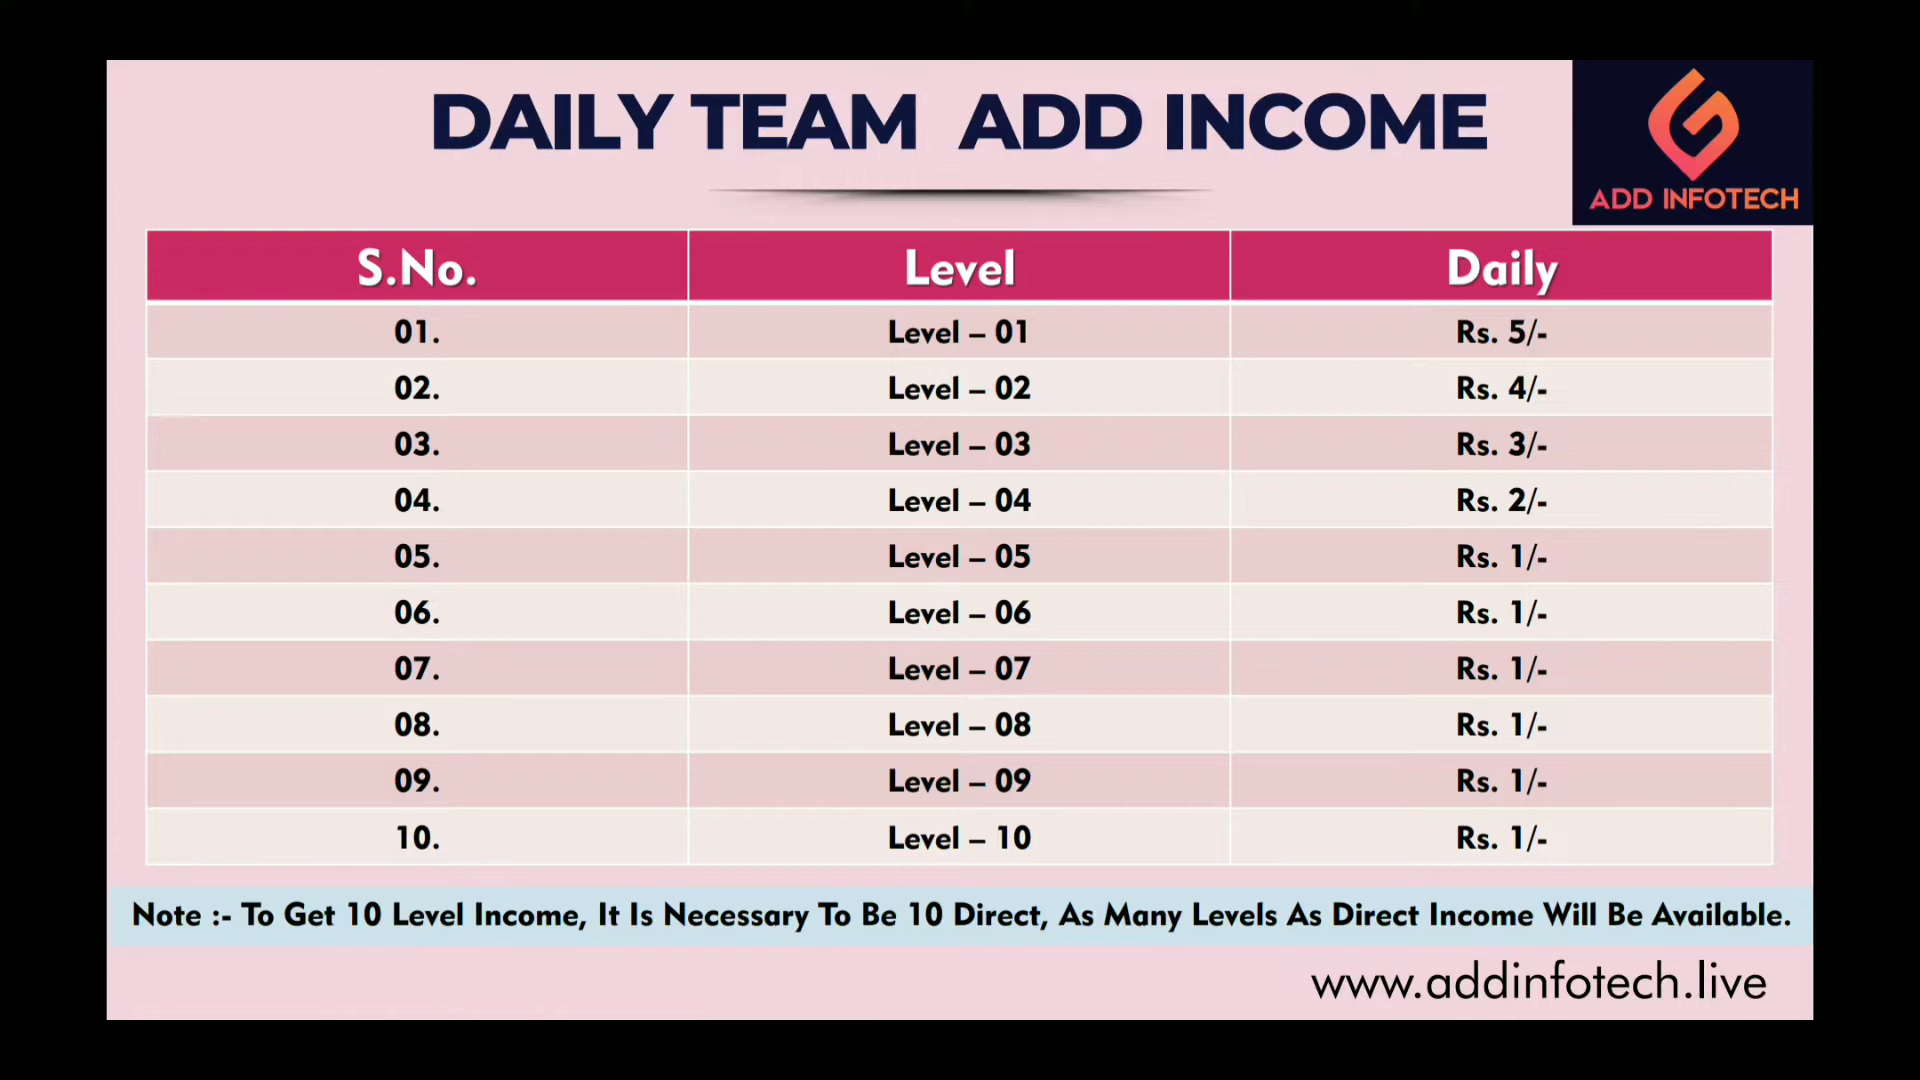 DAILY TEAM ADD INCOME
ADD INFOTECH
S.No. Level Daily
01. Level – 01 Rs. 5/-
02. Level – 02 Rs. 4/-
03. Level – 03 Rs. 3/-
04. Level – 04 Rs. 2/-
05. Level – 05 Rs. 1/-
06. Level – 06 Rs. 1/-
07. Level – 07 Rs. 1/-
08. Level – 08 Rs. 1/-
09. Level – 09 Rs. 1/-
10. Level – 10 Rs. 1/-
Note :- To Get 10 Level Income, It Is Necessary To Be 10 Direct, As Many Levels As Direct Income Will Be Available.
www.addinfotech.live